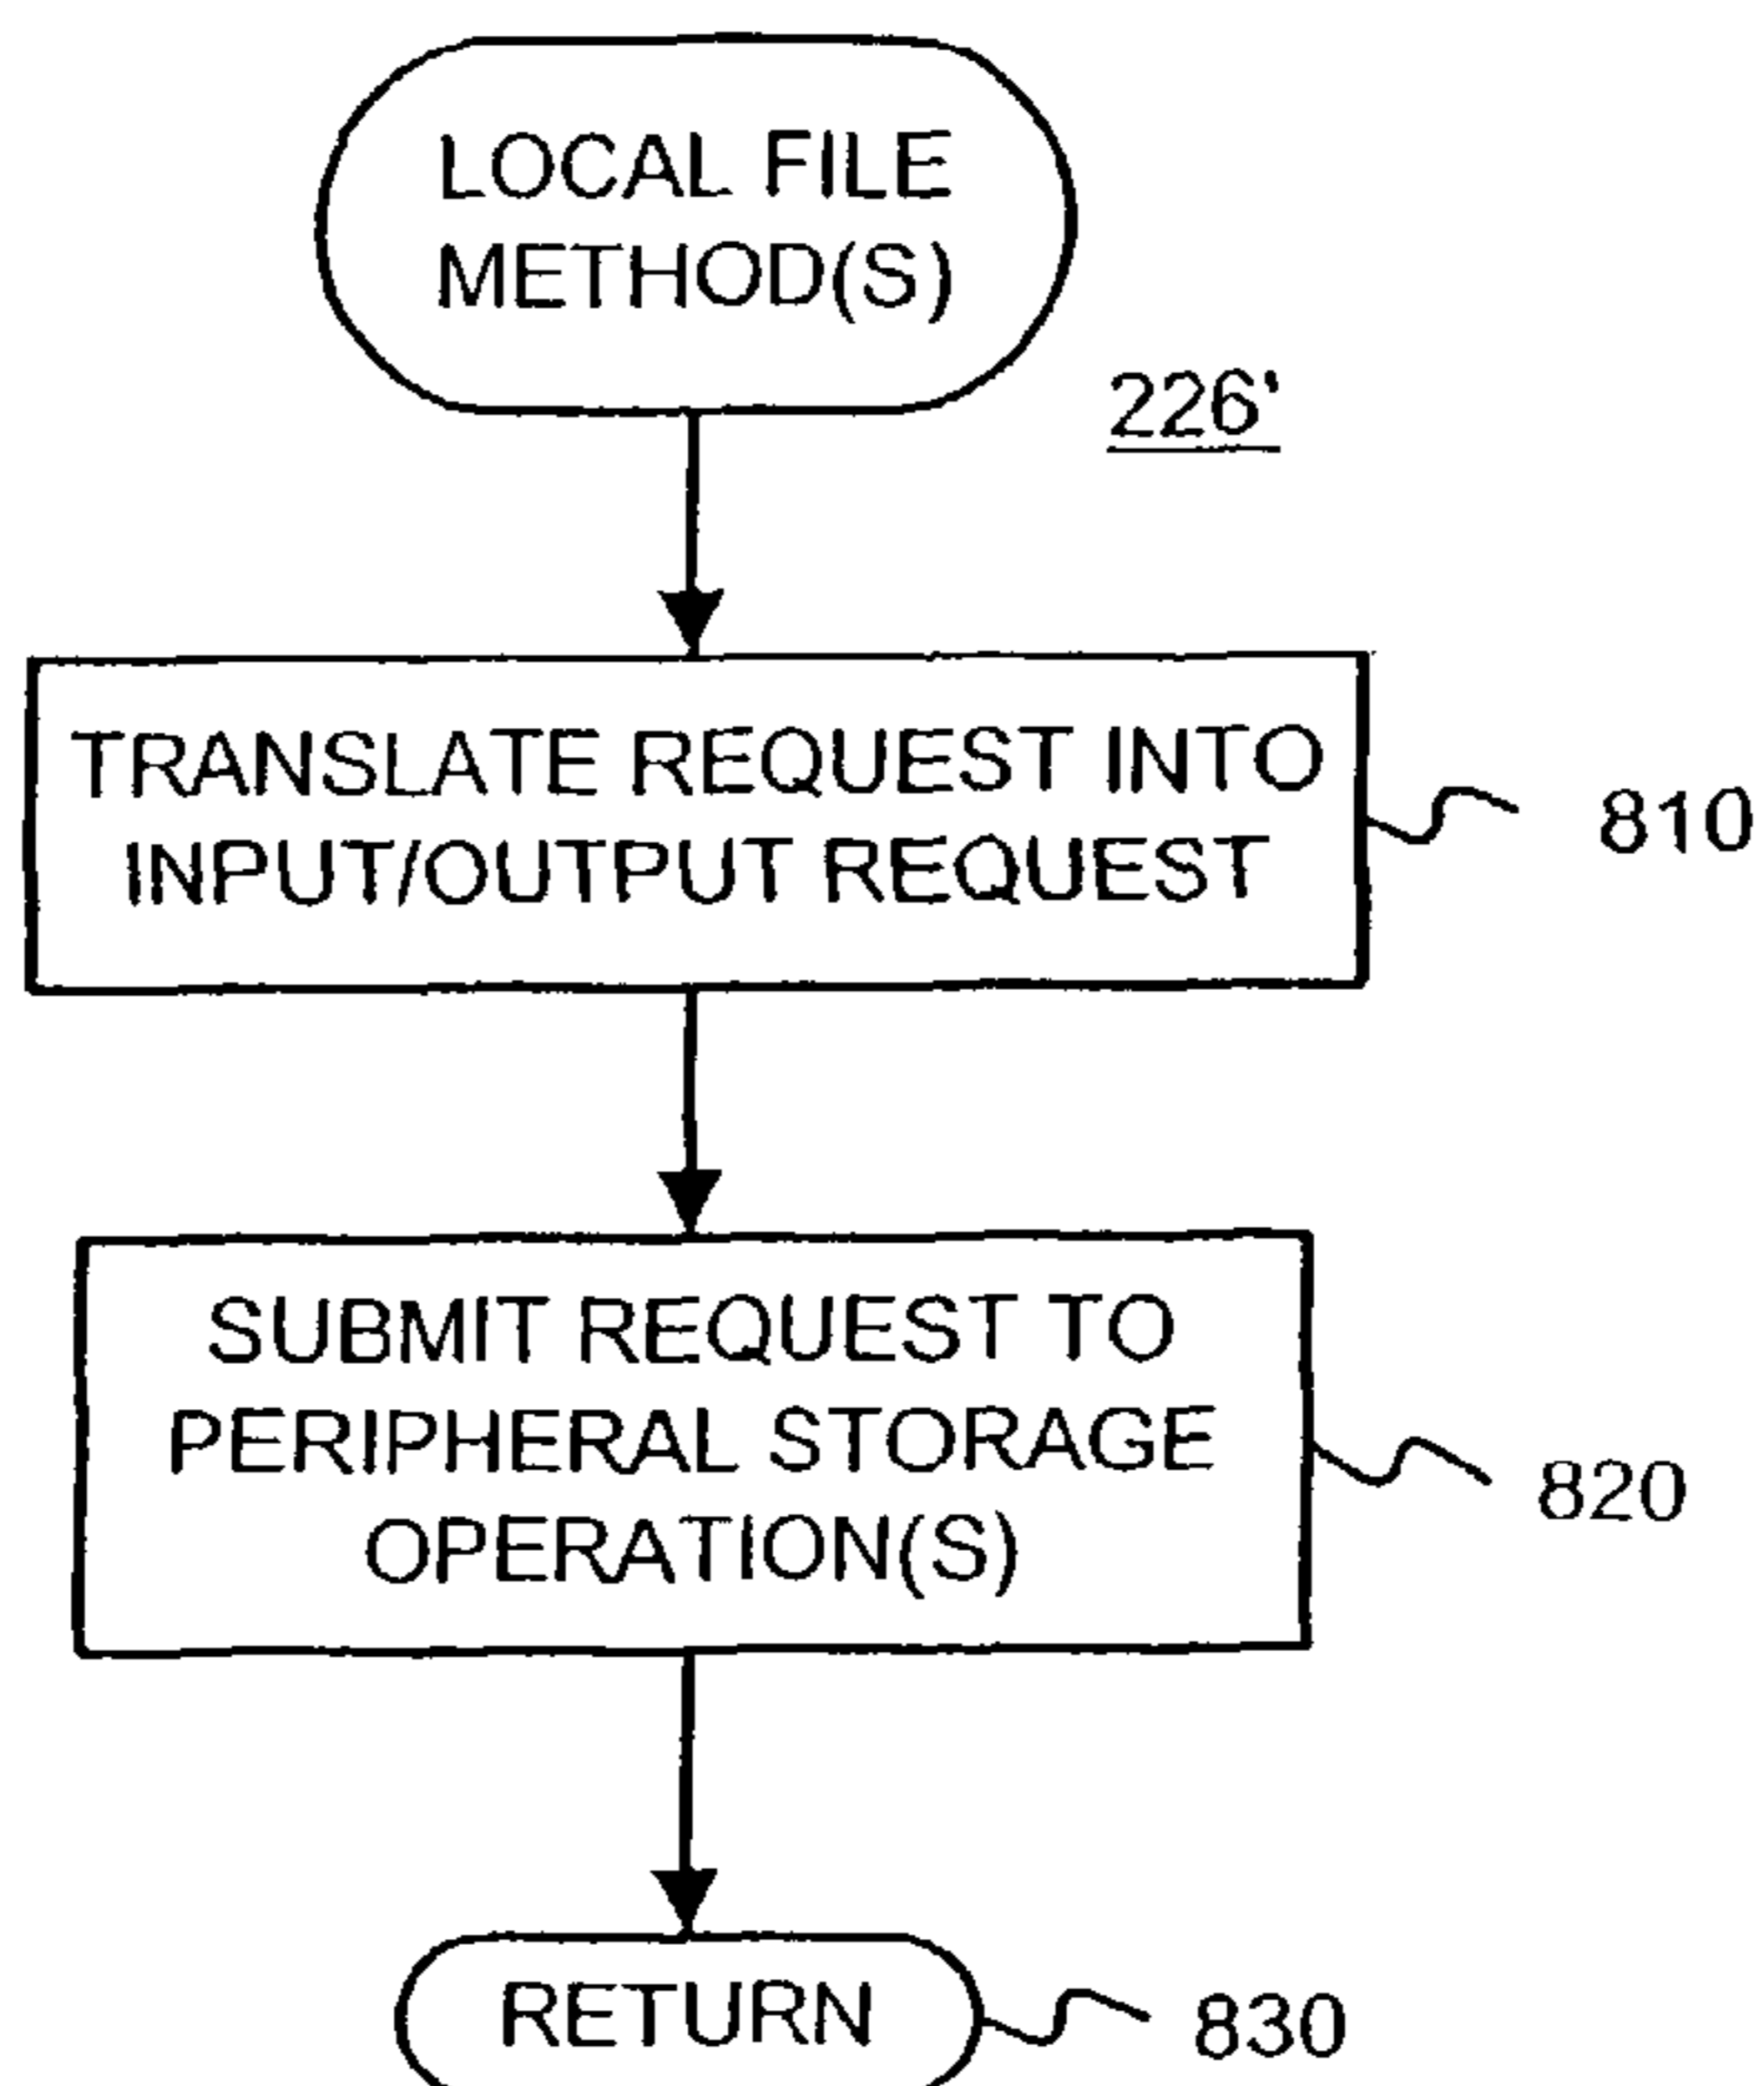 LOCAL FILE
METHOD(S)
226'
TRANSLATE REQUEST INTO
INPUT/OUTPUT REQUEST
810
SUBMIT REQUEST TO
PERIPHERAL STORAGE
OPERATION(S)
820
RETURN
830